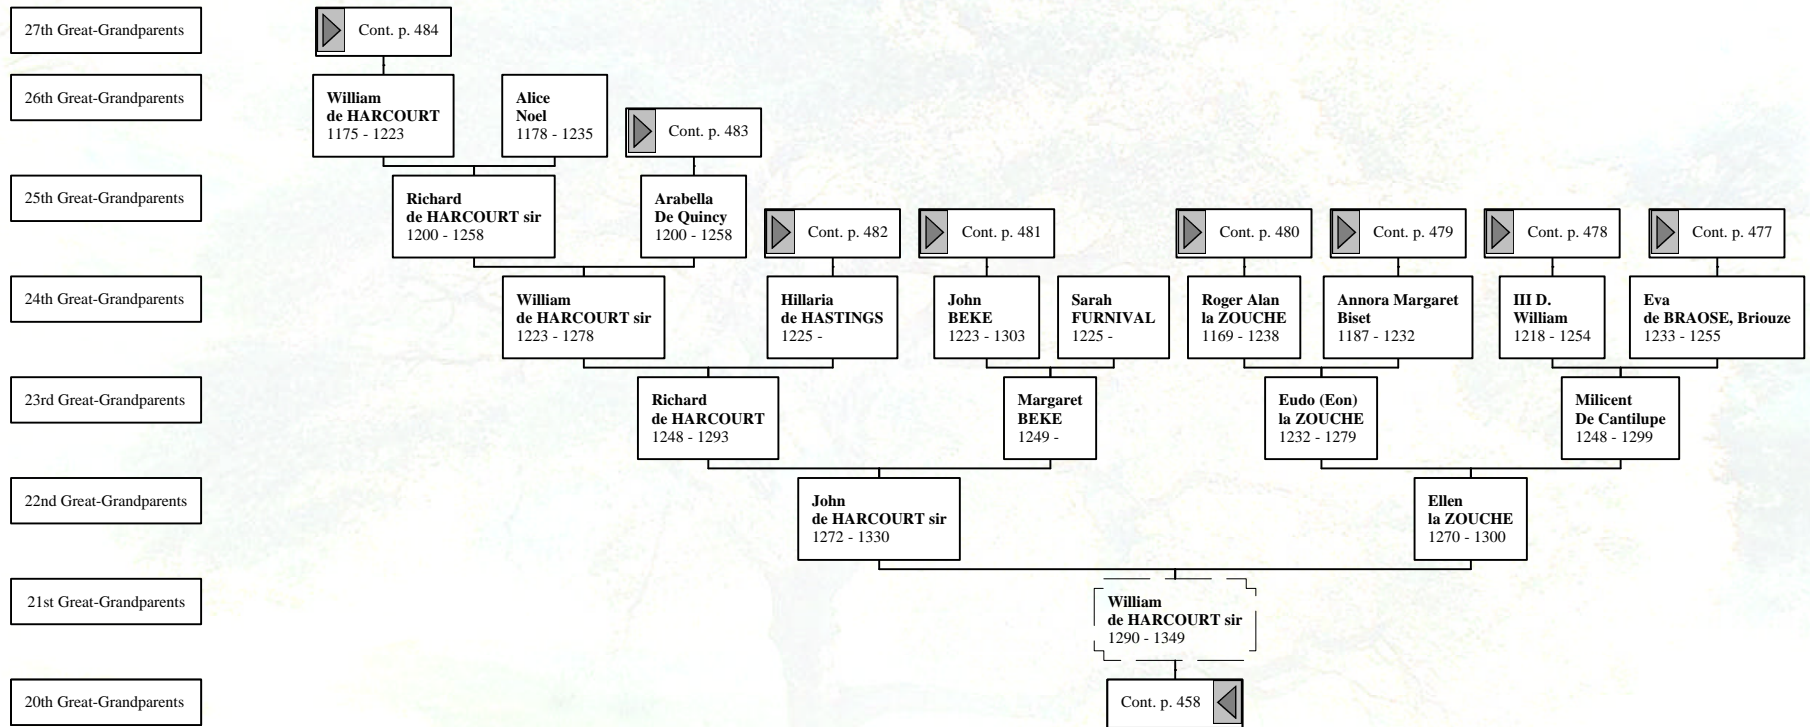 27th Great-Grandparents
Cont. p. 484
26th Great-Grandparents
William
de HARCOURT
1175 - 1223
Alice
Noel
1178 - 1235
Cont. p. 483
25th Great-Grandparents
Richard
de HARCOURT sir
1200 - 1258
Arabella
De Quincy
1200 - 1258
Cont. p. 482
Cont. p. 481
Cont. p. 480
Cont. p. 479
Cont. p. 478
Cont. p. 477
24th Great-Grandparents
William
de HARCOURT sir
1223 - 1278
Hillaria
de HASTINGS
1225 -
John
BEKE
1223 - 1303
Sarah
FURNIVAL
1225 -
Roger Alan
la ZOUCHE
1169 - 1238
Annora Margaret
Biset
1187 - 1232
III D.
William
1218 - 1254
Eva
de BRAOSE, Briouze
1233 - 1255
23rd Great-Grandparents
Richard
de HARCOURT
1248 - 1293
Margaret
BEKE
1249 -
Eudo (Eon)
la ZOUCHE
1232 - 1279
Milicent
De Cantilupe
1248 - 1299
22nd Great-Grandparents
John
de HARCOURT sir
1272 - 1330
Ellen
la ZOUCHE
1270 - 1300
21st Great-Grandparents
William
de HARCOURT sir
1290 - 1349
20th Great-Grandparents
Cont. p. 458